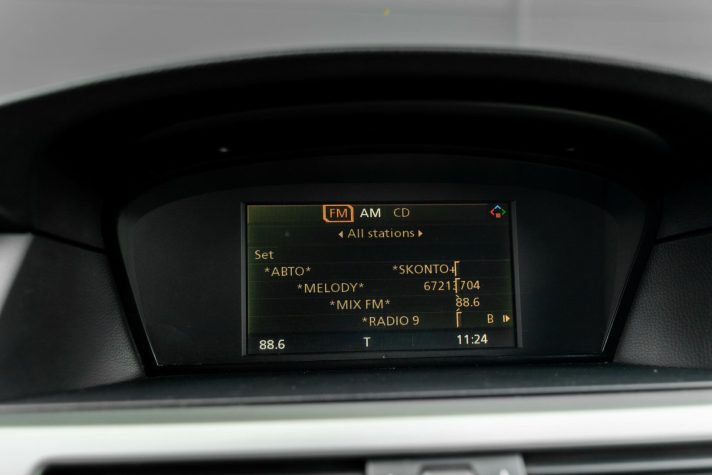 FM AM CD
All stations
Set
*ABTO* *SKONTO+
*MELODY* 67213704
*MIX FM* 88.6
*RADIO 9 B
88.6 T 11:24